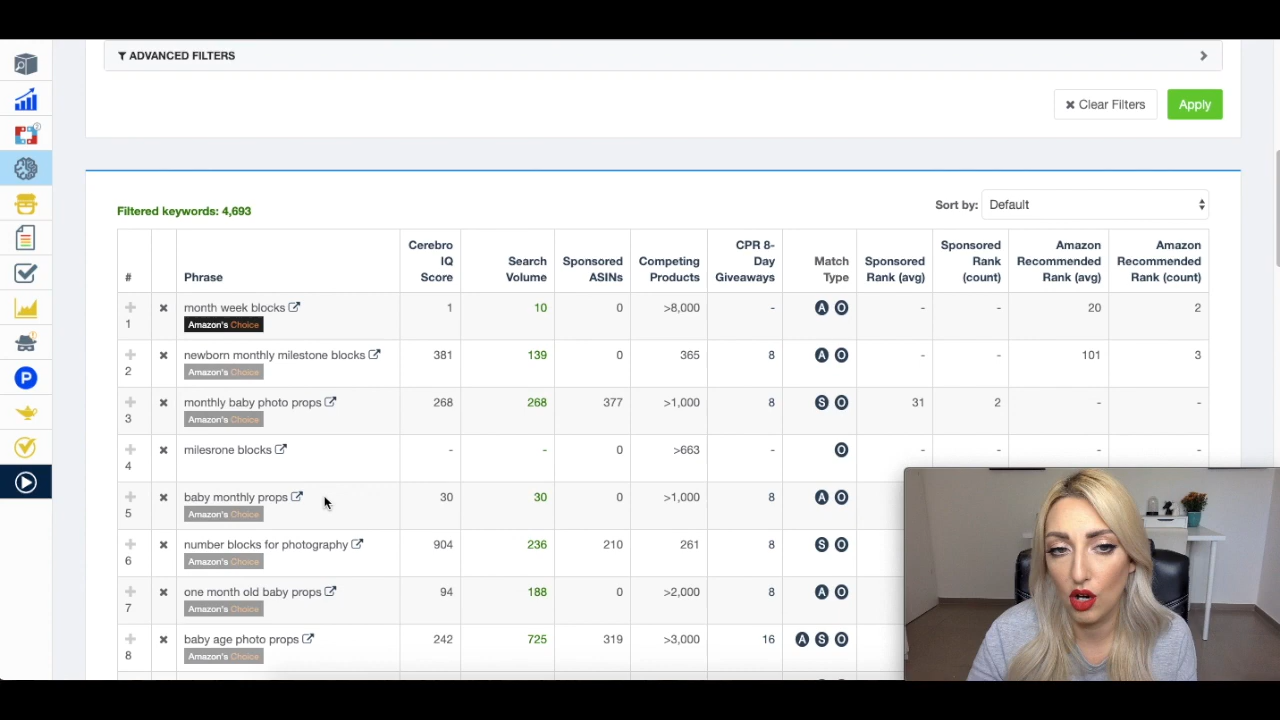 ADVANCED FILTERS
Clear Filters Apply
Filtered keywords: 4,693 Sort by: Default
# Phrase Cerebro IQ Score Search Volume Sponsored ASINs Competing Products CPR 8-Day Giveaways Match Type Sponsored Rank (avg) Sponsored Rank (count) Amazon Recommended Rank (avg) Amazon Recommended Rank (count)
1 month week blocks 1 10 0 >8,000 - A O - - 20 2
Amazon's Choice
2 newborn monthly milestone blocks 381 139 0 365 8 A O - - 101 3
Amazon's Choice
3 monthly baby photo props 268 268 377 >1,000 8 S O 31 2 - -
Amazon's Choice
4 milesrone blocks - - 0 >663 - O - - - -
5 baby monthly props 30 30 0 >1,000 8 A O
Amazon's Choice
6 number blocks for photography 904 236 210 261 8 S O
Amazon's Choice
7 one month old baby props 94 188 0 >2,000 8 A O
Amazon's Choice
8 baby age photo props 242 725 319 >3,000 16 A S O
Amazon's Choice
P